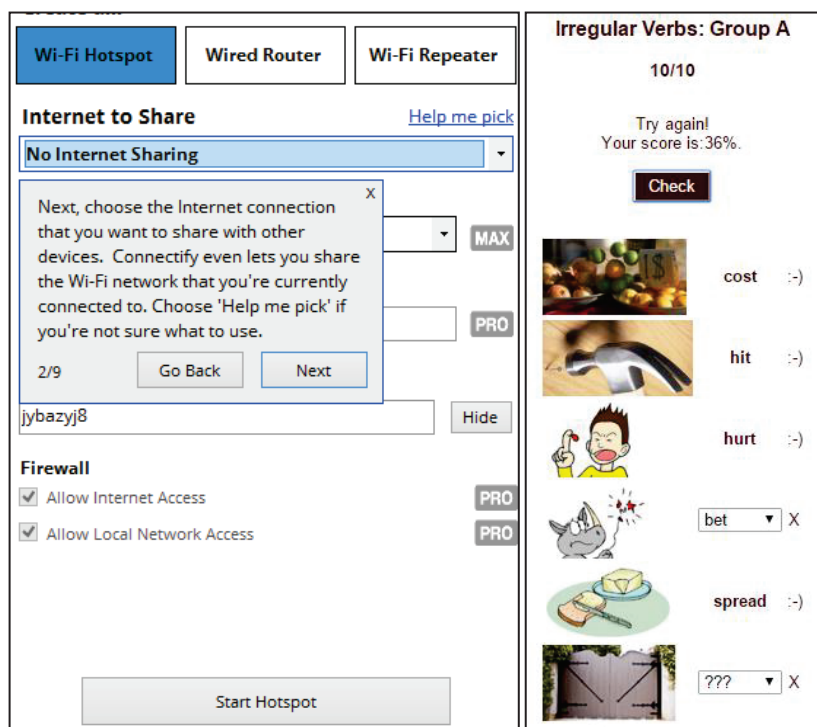 Wi-Fi Hotspot
Wired Router
Wi-Fi Repeater
Internet to Share
Help me pick
No Internet Sharing
X
Next, choose the Internet connection
that you want to share with other
devices. Connectify even lets you share
the Wi-Fi network that you're currently
connected to. Choose 'Help me pick' if
you're not sure what to use.
2/9
Go Back
Next
MAX
PRO
jybazyj8
Hide
Firewall
Allow Internet Access
PRO
Allow Local Network Access
PRO
Start Hotspot
Irregular Verbs: Group A
10/10
Try again!
Your score is:36%.
Check
1$
cost :-)
hit :-)
hurt :-)
bet X
spread :-)
??? X